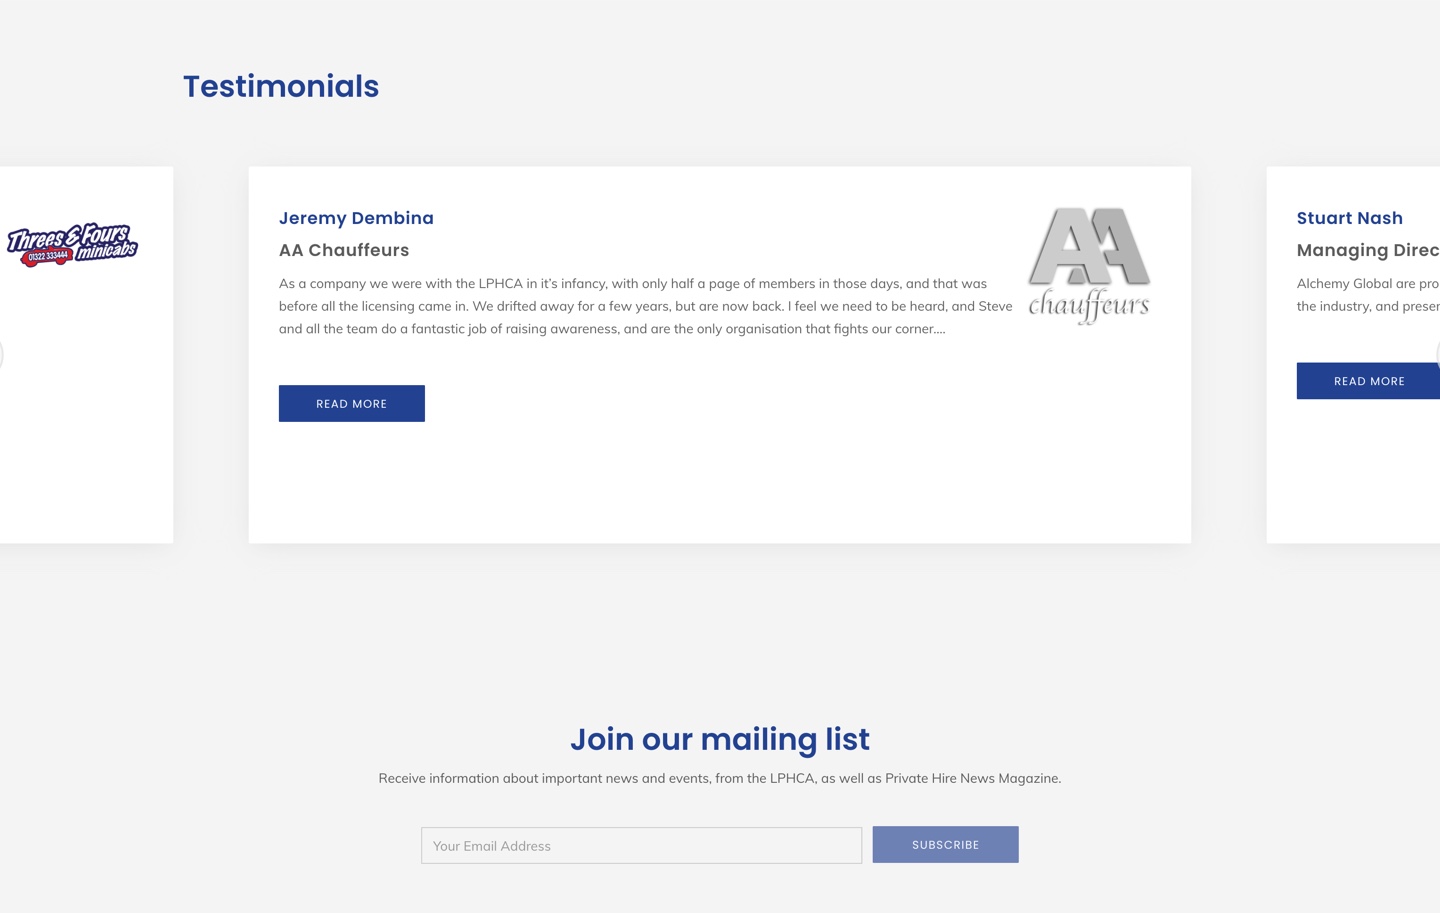 Testimonials
Threes & Fours
minicabs
01322 333444
Jeremy Dembina
AA Chauffeurs
As a company we were with the LPHCA in it’s infancy, with only half a page of members in those days, and that was
before all the licensing came in. We drifted away for a few years, but are now back. I feel we need to be heard, and Steve
and all the team do a fantastic job of raising awareness, and are the only organisation that fights our corner....
READ MORE
AA
chauffeurs
Stuart Nash
Managing Direc
Alchemy Global are pro
the industry, and presen
READ MORE
Join our mailing list
Receive information about important news and events, from the LPHCA, as well as Private Hire News Magazine.
Your Email Address
SUBSCRIBE